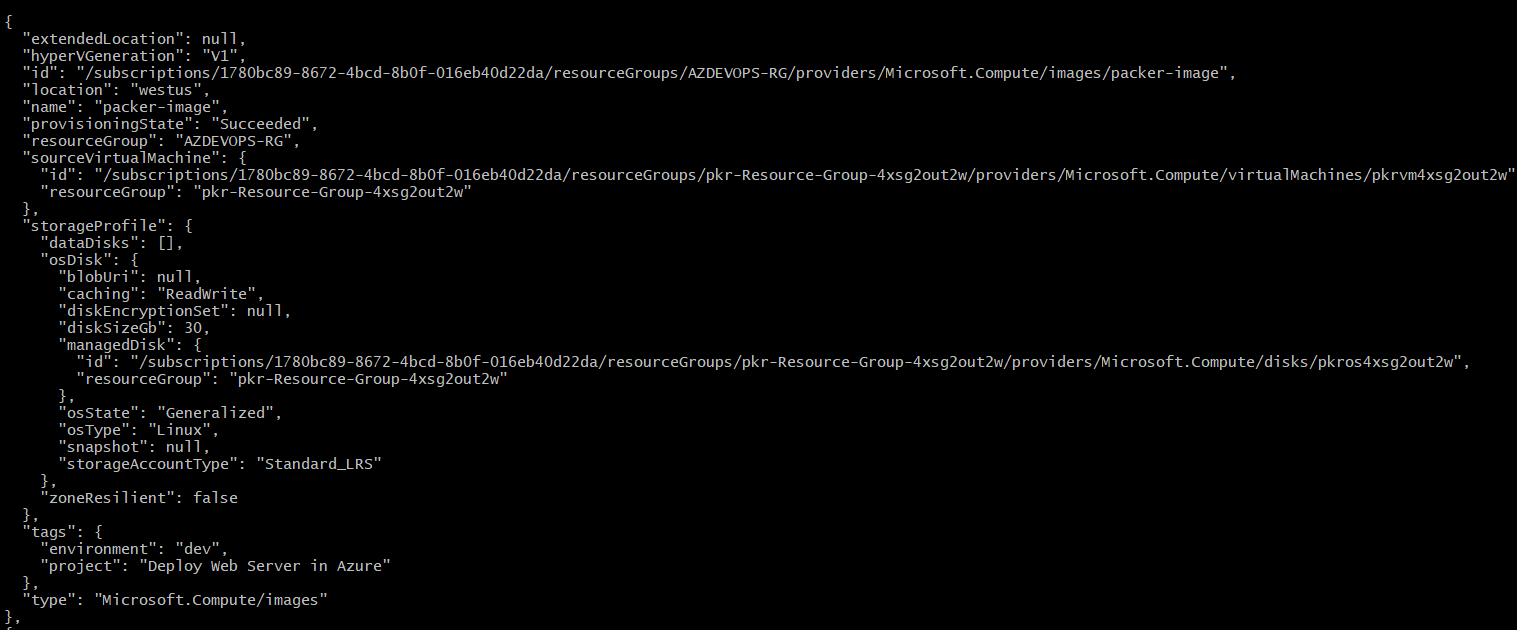 {
  "extendedLocation": null,
  "hyperVGeneration": "V1",
  "id": "/subscriptions/1780bc89-8672-4bcd-8b0f-016eb40d22da/resourceGroups/AZDEVOPS-RG/providers/Microsoft.Compute/images/packer-image",
  "location": "westus",
  "name": "packer-image",
  "provisioningState": "Succeeded",
  "resourceGroup": "AZDEVOPS-RG",
  "sourceVirtualMachine": {
    "id": "/subscriptions/1780bc89-8672-4bcd-8b0f-016eb40d22da/resourceGroups/pkr-Resource-Group-4xsg2out2w/providers/Microsoft.Compute/virtualMachines/pkrvm4xsg2out2w"
    "resourceGroup": "pkr-Resource-Group-4xsg2out2w"
  },
  "storageProfile": {
    "dataDisks": [],
    "osDisk": {
      "blobUri": null,
      "caching": "ReadWrite",
      "diskEncryptionSet": null,
      "diskSizeGb": 30,
      "managedDisk": {
        "id": "/subscriptions/1780bc89-8672-4bcd-8b0f-016eb40d22da/resourceGroups/pkr-Resource-Group-4xsg2out2w/providers/Microsoft.Compute/disks/pkros4xsg2out2w",
        "resourceGroup": "pkr-Resource-Group-4xsg2out2w"
      },
      "osState": "Generalized",
      "osType": "Linux",
      "snapshot": null,
      "storageAccountType": "Standard_LRS"
    },
    "zoneResilient": false
  },
  "tags": {
    "environment": "dev",
    "project": "Deploy Web Server in Azure"
  },
  "type": "Microsoft.Compute/images"
},